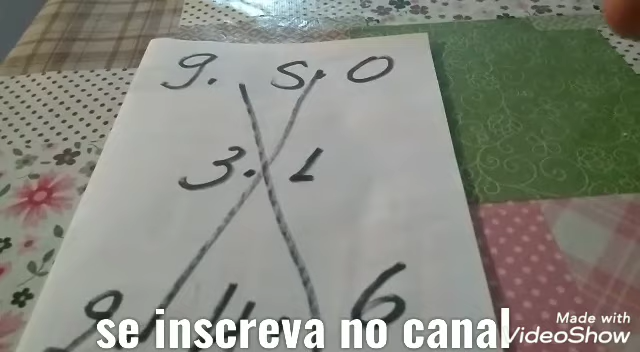 9. 5. 0
3. 1
6
se inscreva no canal
Made with
VideoShow